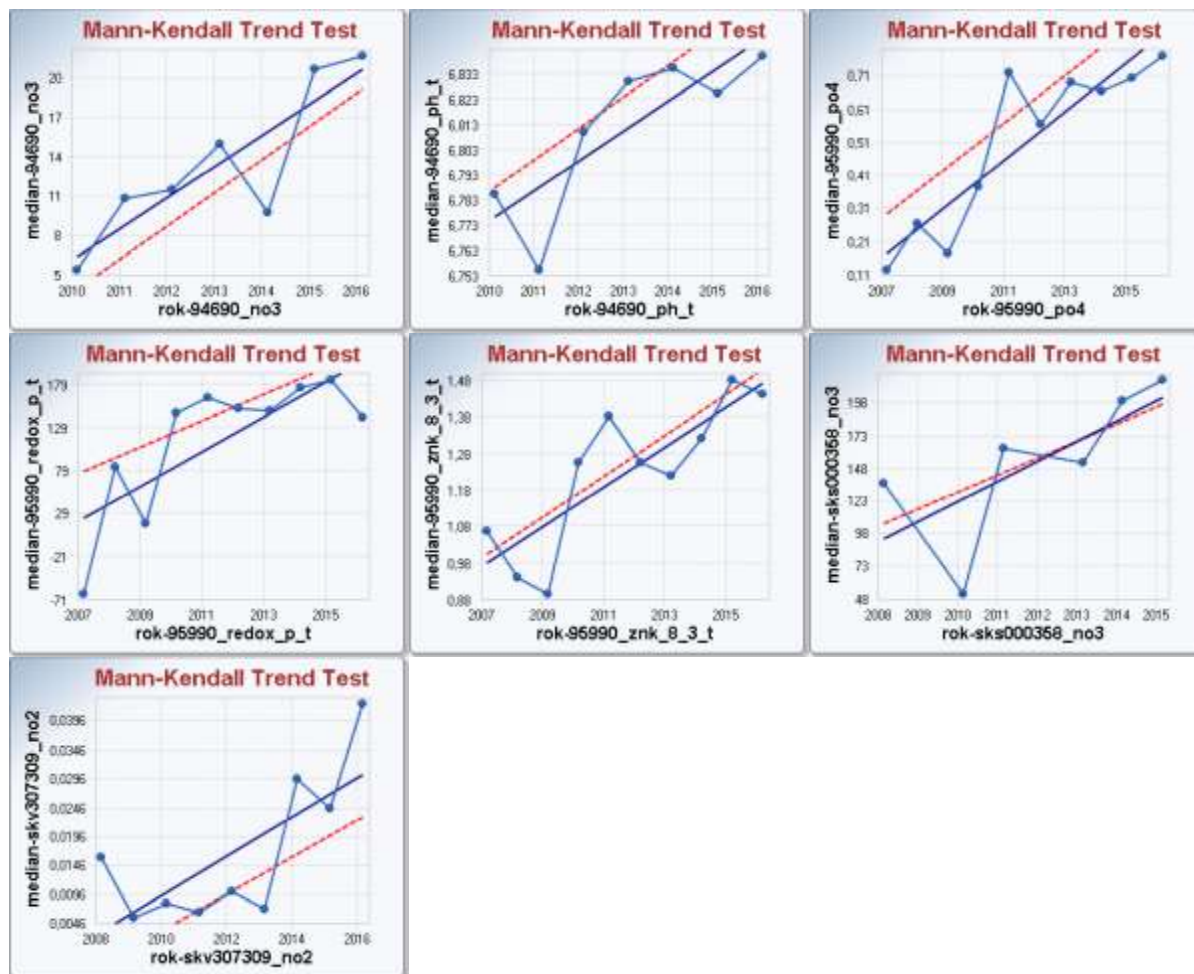 Mann-Kendall Trend Test
median-94690_no3
20
17
14
11
8
5
2010 2011 2012 2013 2014 2015 2016
rok-94690_no3
Mann-Kendall Trend Test
median-94690_ph_t
6,833
6,823
6,813
6,803
6,793
6,783
6,773
6,763
6,753
2010 2011 2012 2013 2014 2015 2016
rok-94690_ph_t
Mann-Kendall Trend Test
median-95990_po4
0,71
0,61
0,51
0,41
0,31
0,21
0,11
2007 2009 2011 2013 2015
rok-95990_po4
Mann-Kendall Trend Test
median-95990_redox_p_t
179
129
79
29
-21
-71
2007 2009 2011 2013 2015
rok-95990_redox_p_t
Mann-Kendall Trend Test
median-95990_znk_8_3_t
1,48
1,38
1,28
1,18
1,08
0,98
0,88
2007 2009 2011 2013 2015
rok-95990_znk_8_3_t
Mann-Kendall Trend Test
median-sks000358_no3
198
173
148
123
98
73
48
2008 2009 2010 2011 2012 2013 2014 2015
rok-sks000358_no3
Mann-Kendall Trend Test
median-skv307309_no2
0,0396
0,0346
0,0296
0,0246
0,0196
0,0146
0,0096
0,0046
2008 2010 2012 2014 2016
rok-skv307309_no2